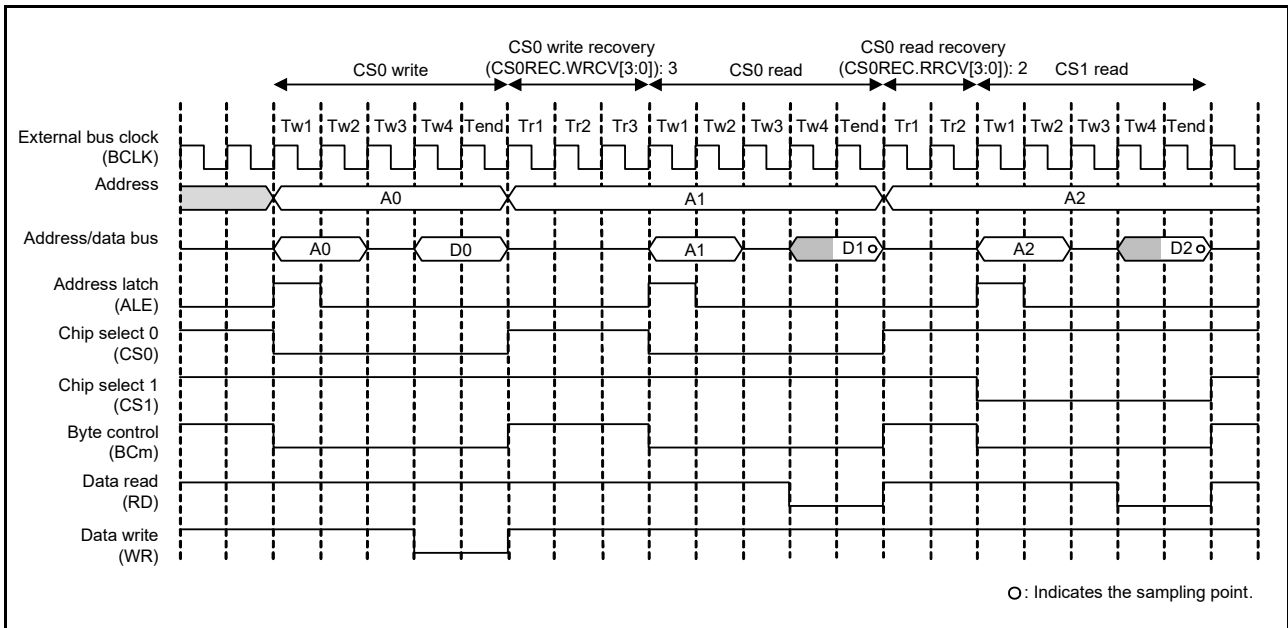 CS0 write recovery
(CS0REC.WRCV[3:0]): 3
CS0 read recovery
(CS0REC.RRCV[3:0]): 2
CS0 write
CS0 read
CS1 read
Tw1 Tw2 Tw3 Tw4 Tend Tr1 Tr2 Tr3 Tw1 Tw2 Tw3 Tw4 Tend Tr1 Tr2 Tw1 Tw2 Tw3 Tw4 Tend
External bus clock
(BCLK)
Address
A0 A1 A2
Address/data bus
A0 D0 A1 D1 A2 D2
Address latch
(ALE)
Chip select 0
(CS0)
Chip select 1
(CS1)
Byte control
(BCm)
Data read
(RD)
Data write
(WR)
: Indicates the sampling point.